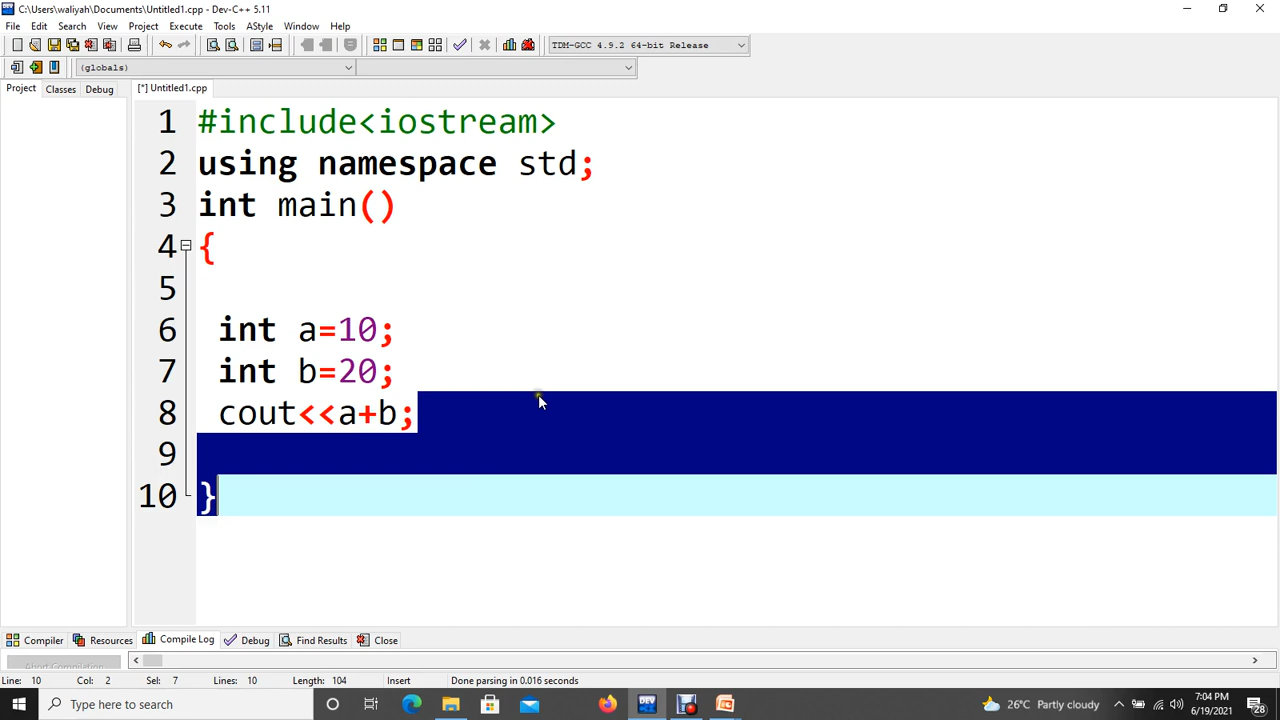 C:\Users\waliyah\Documents\Untitled1.cpp - Dev-C++ 5.11
File Edit Search View Project Execute Tools AStyle Window Help
TDM-GCC 4.9.2 64-bit Release
(globals)
Project Classes Debug [*] Untitled1.cpp
1 #include<iostream>
2 using namespace std;
3 int main()
4 {
5
6 int a=10;
7 int b=20;
8 cout<<a+b;
9
10 }
Compiler Resources Compile Log Debug Find Results Close
Abort Compilation
Line: 10 Col: 2 Sel: 7 Lines: 10 Length: 104 Insert Done parsing in 0.016 seconds
Type here to search DEV 26°C Partly cloudy 7:04 PM
6/19/2021 28